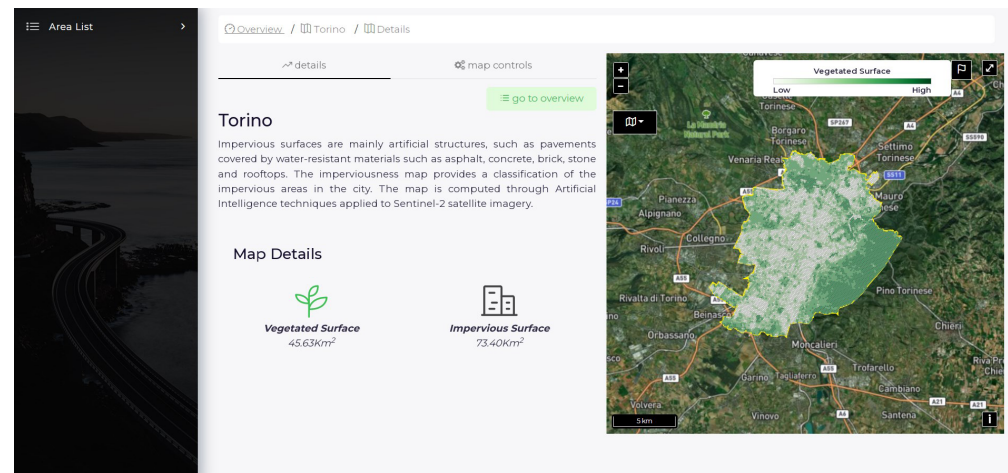 Area List
Overview / Torino / Details
details
map controls
go to overview
Torino
Impervious surfaces are mainly artificial structures, such as pavements
covered by water-resistant materials such as asphalt, concrete, brick, stone
and rooftops. The imperviousness map provides a classification of the
impervious areas in the city. The map is computed through Artificial
Intelligence techniques applied to Sentinel-2 satellite imagery.
Map Details
Vegetated Surface
45.63Km²
Impervious Surface
73.40Km²
+
-
Vegetated Surface
Low High
A4
Torinese
SP267
A4
La Mandria
Natural Park
Borgaro
Torinese
SS590
Settimo
Torinese
Venaria
SS11
A55
Mauro
Pianezza
SP24
Alpignano
Collegno
Rivoli
A55
Pino Torinese
Rivalta di Torino
Beinasco
Chieri
Orbassano
Moncalieri
A55
Trofarello
A55
Garino
Tagliaferro
Cambiano
Volvera
A21
A21
Vinovo
A6
Santena
5 km
i